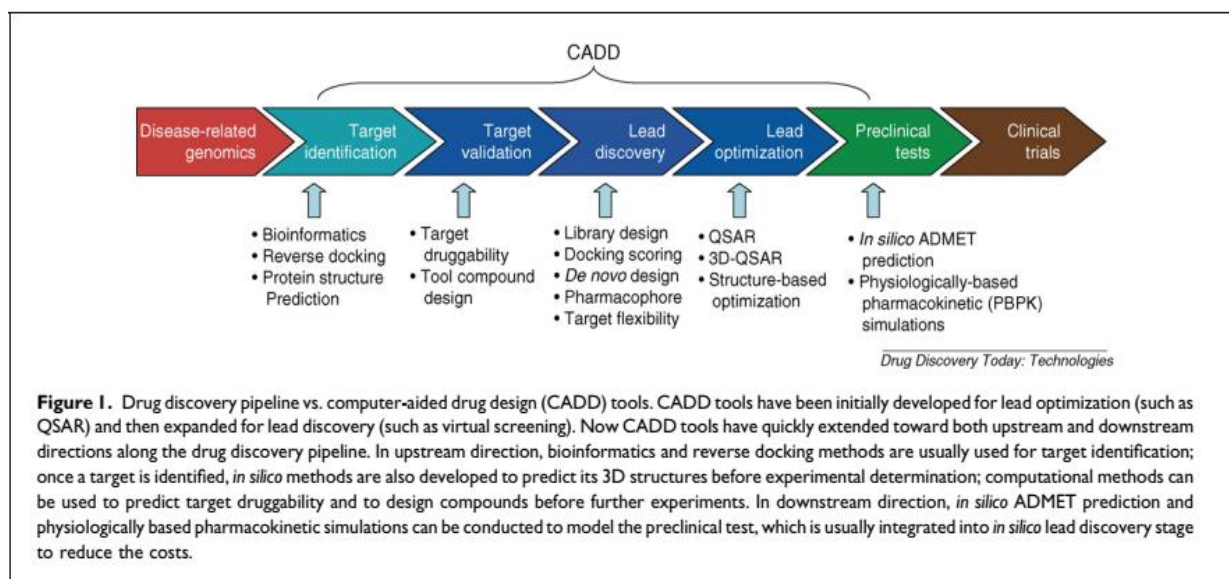 CADD
Disease-related
genomics
Target
identification
Target
validation
Lead
discovery
Lead
optimization
Preclinical
tests
Clinical
trials
• Bioinformatics
• Reverse docking
• Protein structure
Prediction
• Target
druggability
• Tool compound
design
• Library design
• Docking scoring
• De novo design
• Pharmacophore
• Target flexibility
• QSAR
• 3D-QSAR
• Structure-based
optimization
• In silico ADMET
prediction
• Physiologically-based
pharmacokinetic (PBPK)
simulations
Drug Discovery Today: Technologies
Figure 1. Drug discovery pipeline vs. computer-aided drug design (CADD) tools. CADD tools have been initially developed for lead optimization (such as
QSAR) and then expanded for lead discovery (such as virtual screening). Now CADD tools have quickly extended toward both upstream and downstream
directions along the drug discovery pipeline. In upstream direction, bioinformatics and reverse docking methods are usually used for target identification;
once a target is identified, in silico methods are also developed to predict its 3D structures before experimental determination; computational methods can
be used to predict target druggability and to design compounds before further experiments. In downstream direction, in silico ADMET prediction and
physiologically based pharmacokinetic simulations can be conducted to model the preclinical test, which is usually integrated into in silico lead discovery stage
to reduce the costs.